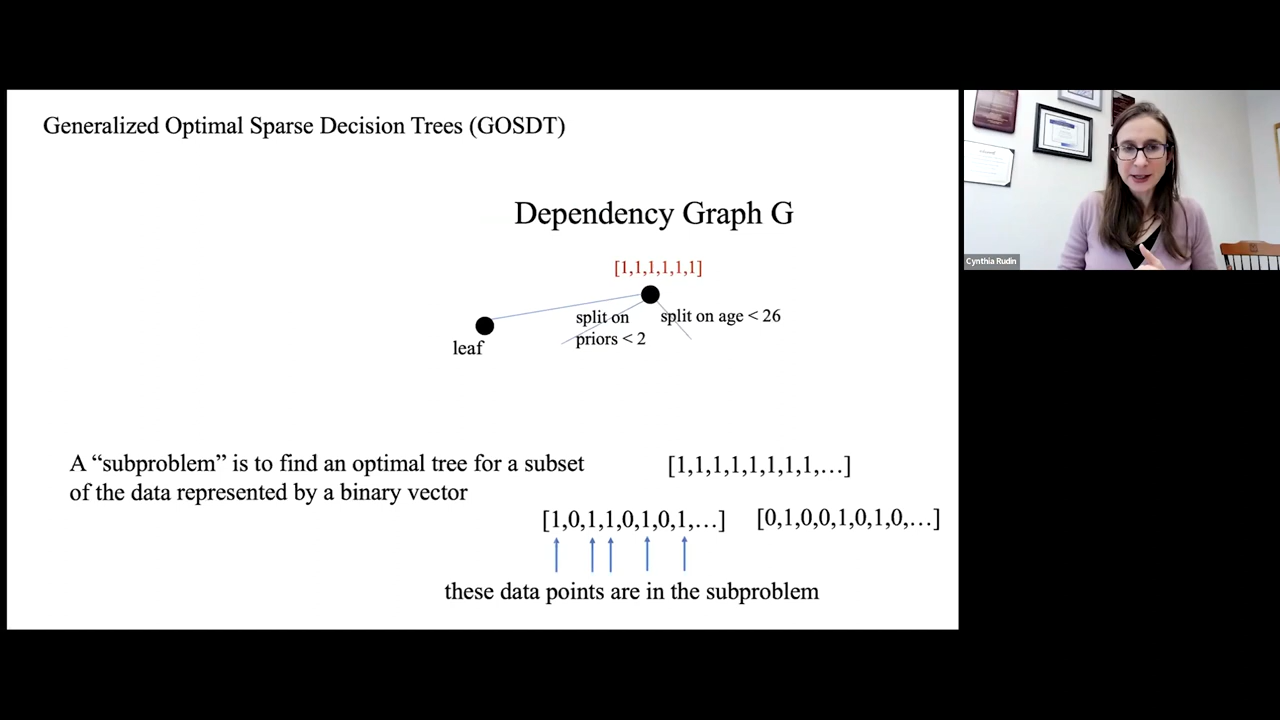 Generalized Optimal Sparse Decision Trees (GOSDT)
Dependency Graph G
[1,1,1,1,1,1]
split on
priors < 2
split on age < 26
leaf
A “subproblem” is to find an optimal tree for a subset
of the data represented by a binary vector
[1,1,1,1,1,1,1,1,…]
[1,0,1,1,0,1,0,1,…]
[0,1,0,0,1,0,1,0,…]
these data points are in the subproblem
Cynthia Rudin